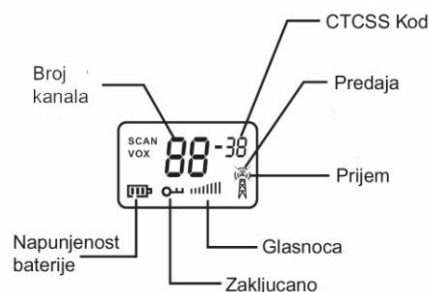 CTCSS Kod
Broj
kanala
Predaja
SCAN
VOX
88-38
Prijem
Napunjenost
baterije
Glasnoca
Zakljucano